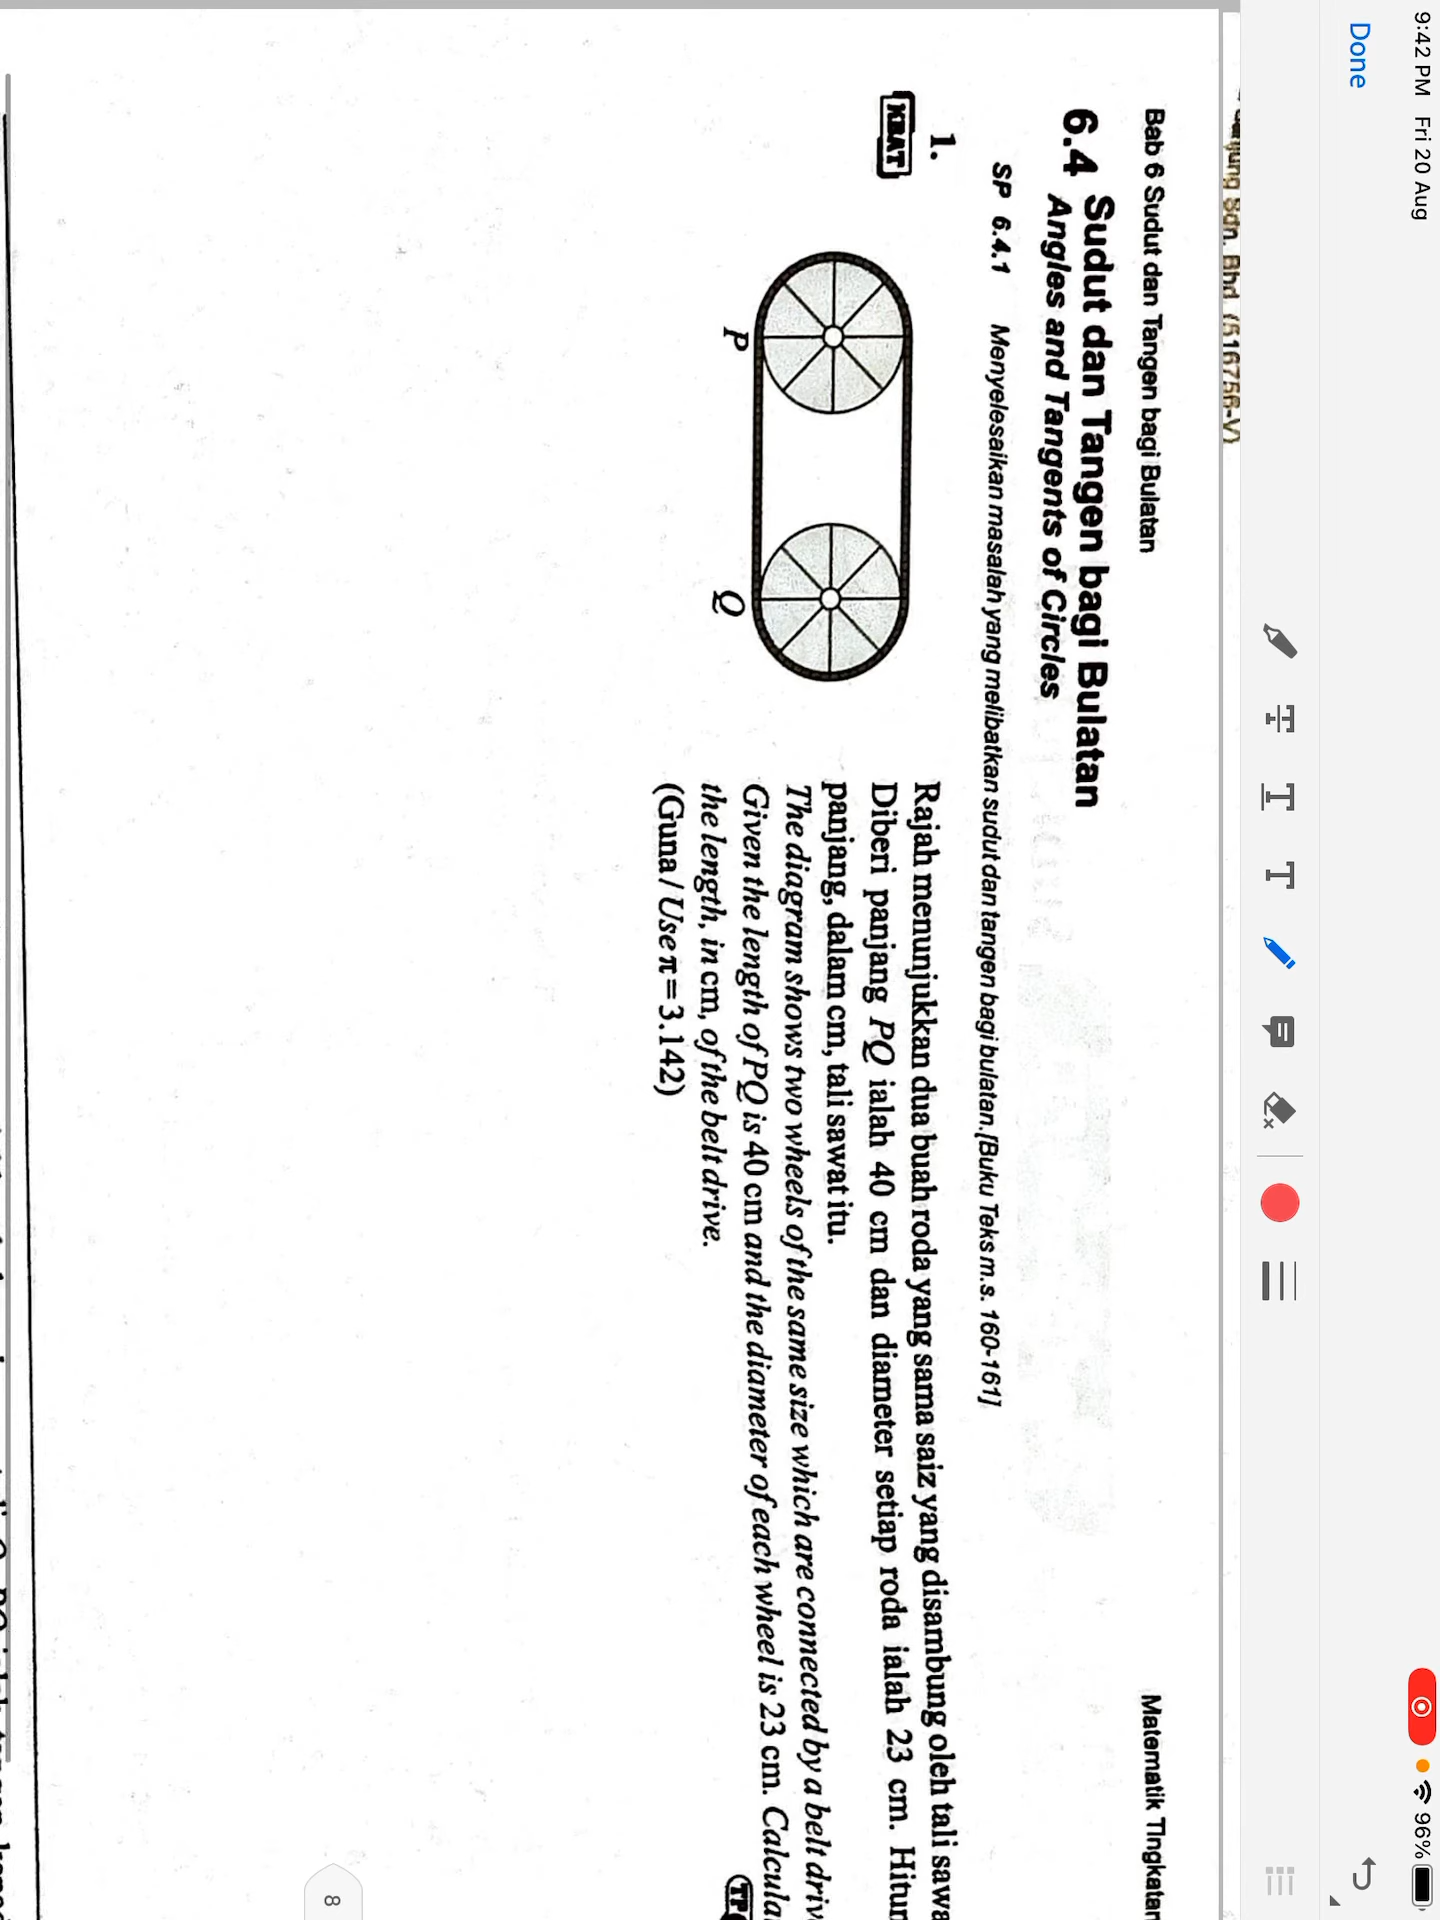 9:42 PM Fri 20 Aug
96%
Done
Sdn. Bhd. (516756-V)
Bab 6 Sudut dan Tangen bagi Bulatan
Matematik Tingkatan
6.4 Sudut dan Tangen bagi Bulatan
Angles and Tangents of Circles
SP 6.4.1 Menyelesaikan masalah yang melibatkan sudut dan tangen bagi bulatan.[Buku Teks m.s. 160-161]
1.
KBAT
P
Q
Rajah menunjukkan dua buah roda yang sama saiz yang disambung oleh tali sawa
Diberi panjang PQ ialah 40 cm dan diameter setiap roda ialah 23 cm. Hitun
panjang, dalam cm, tali sawat itu.
The diagram shows two wheels of the same size which are connected by a belt driv
Given the length of PQ is 40 cm and the diameter of each wheel is 23 cm. Calcula
the length, in cm, of the belt drive.
(Guna / Use π = 3.142)
TP
8